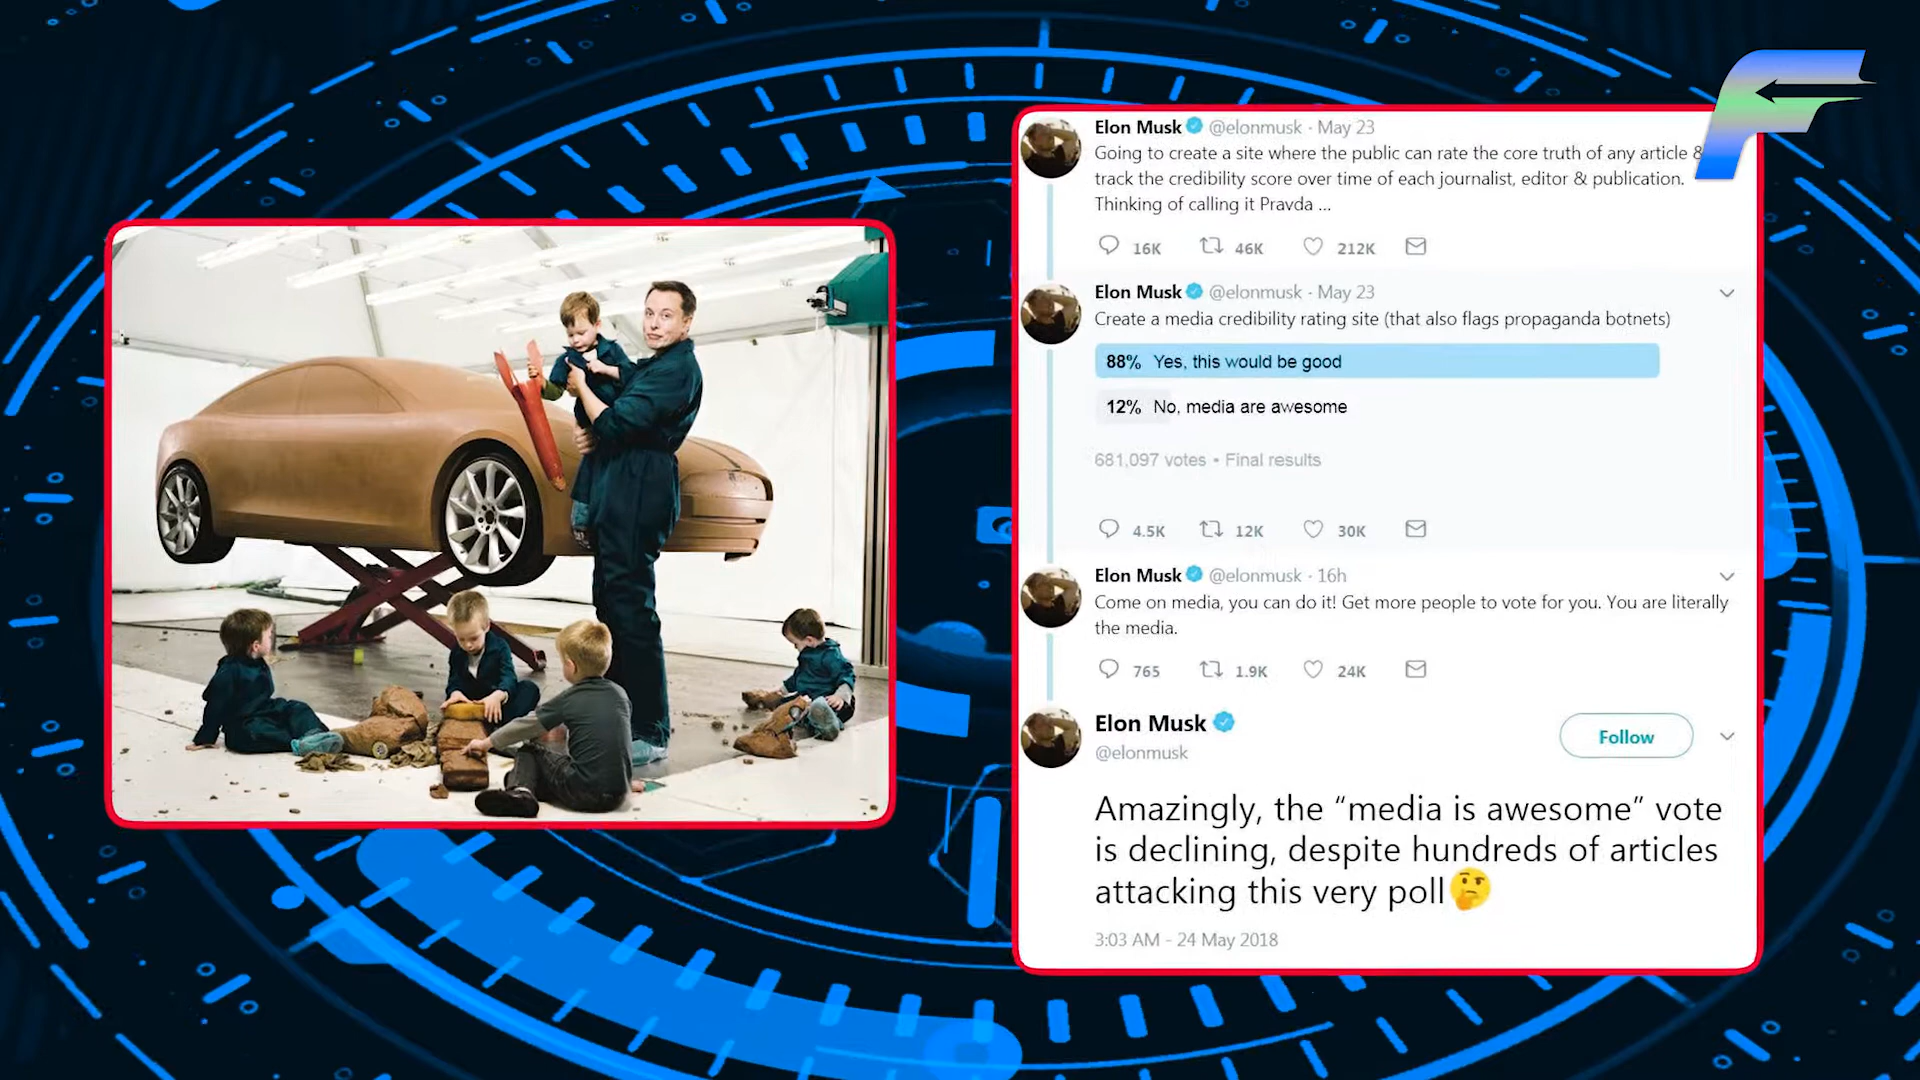 Elon Musk @elonmusk · May 23
Going to create a site where the public can rate the core truth of any article &
track the credibility score over time of each journalist, editor & publication.
Thinking of calling it Pravda ...
16K 46K 212K
Elon Musk @elonmusk · May 23
Create a media credibility rating site (that also flags propaganda botnets)
88% Yes, this would be good
12% No, media are awesome
681,097 votes • Final results
4.5K 12K 30K
Elon Musk @elonmusk · 16h
Come on media, you can do it! Get more people to vote for you. You are literally
the media.
765 1.9K 24K
Elon Musk
@elonmusk
Follow
Amazingly, the “media is awesome” vote
is declining, despite hundreds of articles
attacking this very poll🤔
3:03 AM - 24 May 2018
F